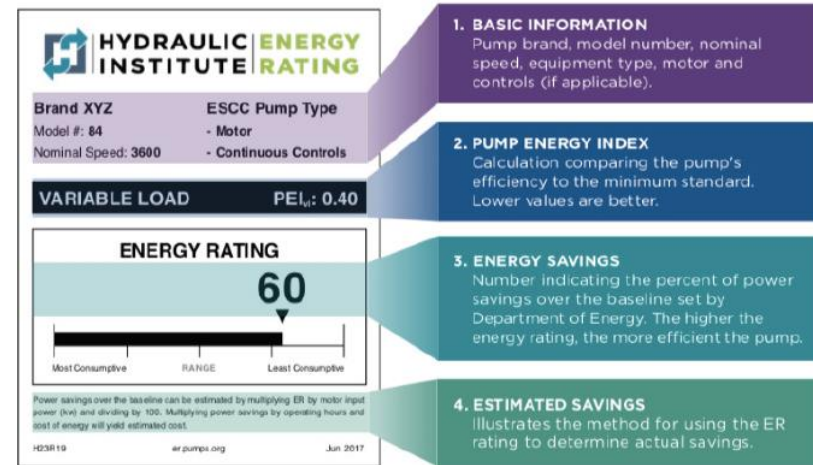 HYDRAULIC INSTITUTE ENERGY RATING
Brand XYZ
Model #: 84
Nominal Speed: 3600
ESCC Pump Type
- Motor
- Continuous Controls
VARIABLE LOAD PEIvl: 0.40
ENERGY RATING
60
Most Consumptive RANGE Least Consumptive
Power savings over the baseline can be estimated by multiplying ER by motor input
power (kw) and dividing by 100. Multiplying power savings by operating hours and
cost of energy will yield estimated cost.
H23R19 er.pumps.org Jun 2017
1. BASIC INFORMATION
Pump brand, model number, nominal
speed, equipment type, motor and
controls (if applicable).
2. PUMP ENERGY INDEX
Calculation comparing the pump's
efficiency to the minimum standard.
Lower values are better.
3. ENERGY SAVINGS
Number indicating the percent of power
savings over the baseline set by
Department of Energy. The higher the
energy rating, the more efficient the pump.
4. ESTIMATED SAVINGS
Illustrates the method for using the ER
rating to determine actual savings.